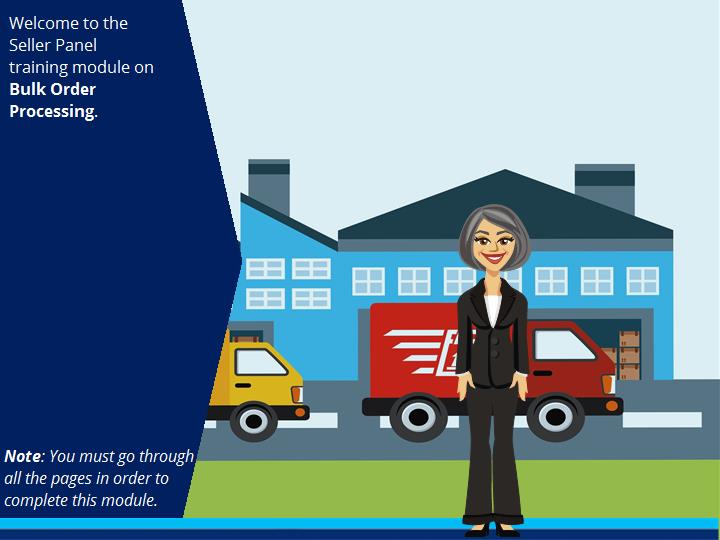 Welcome to the
Seller Panel
training module on
Bulk Order
Processing.
Note: You must go through
all the pages in order to
complete this module.